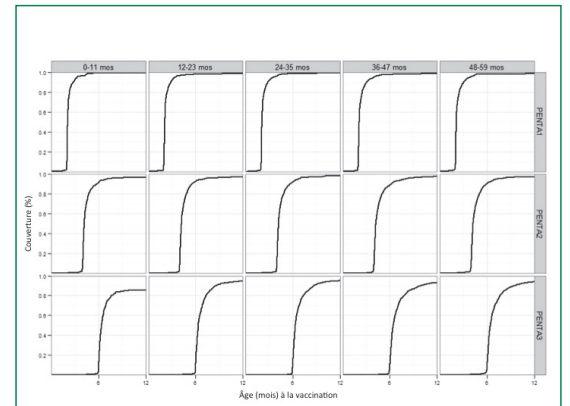 0-11 mos 12-23 mos 24-35 mos 36-47 mos 48-59 mos
1.0
0.8
0.6
0.4
0.2
PENTA1
1.0
0.8
0.6
0.4
0.2
PENTA2
1.0
0.8
0.6
0.4
0.2
PENTA3
Couverture (%)
6 12 6 12 6 12 6 12 6 12
Âge (mois) à la vaccination